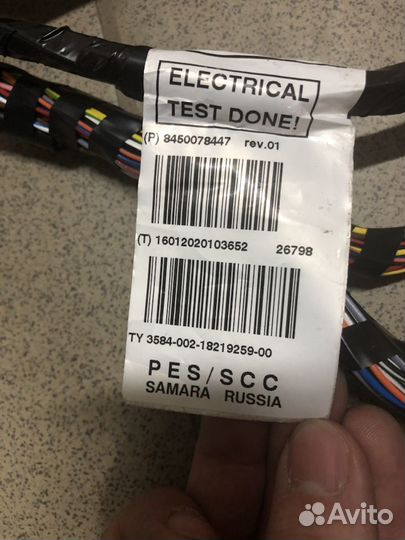 ELECTRICAL
TEST DONE!
(P) 8450078447 rev.01
(T) 16012020103652 26798
TY 3584-002-18219259-00
PES/SCC
SAMARA RUSSIA
Avito